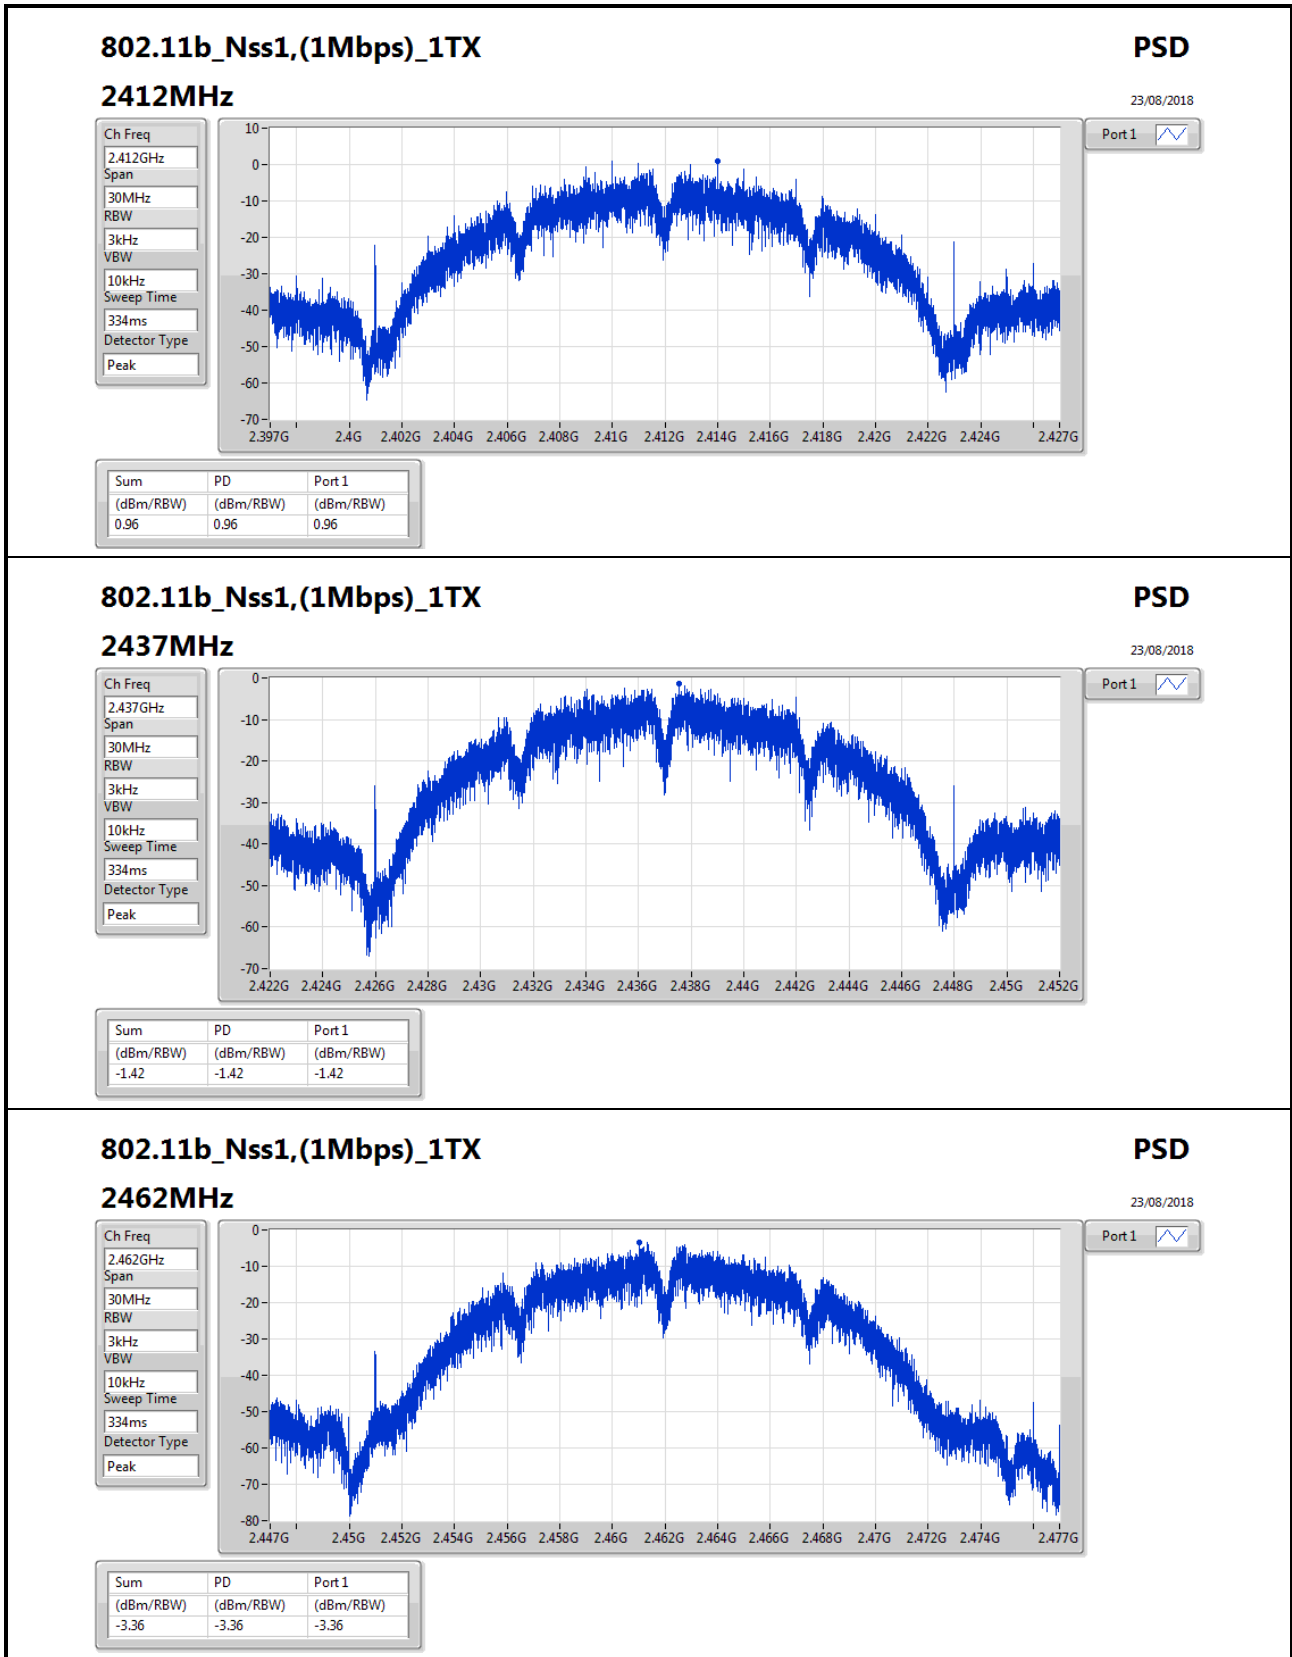 802.11b_Nss1,(1Mbps)_1TX PSD
2412MHz 23/08/2018
Ch Freq
2.412GHz
Span
30MHz
RBW
3kHz
VBW
10kHz
Sweep Time
334ms
Detector Type
Peak
10
0
-10
-20
-30
-40
-50
-60
-70
2.397G 2.4G 2.402G 2.404G 2.406G 2.408G 2.41G 2.412G 2.414G 2.416G 2.418G 2.42G 2.422G 2.424G 2.427G
Port 1
Sum PD Port 1
(dBm/RBW) (dBm/RBW) (dBm/RBW)
0.96 0.96 0.96
802.11b_Nss1,(1Mbps)_1TX PSD
2437MHz 23/08/2018
Ch Freq
2.437GHz
Span
30MHz
RBW
3kHz
VBW
10kHz
Sweep Time
334ms
Detector Type
Peak
0
-10
-20
-30
-40
-50
-60
-70
2.422G 2.424G 2.426G 2.428G 2.43G 2.432G 2.434G 2.436G 2.438G 2.44G 2.442G 2.444G 2.446G 2.448G 2.45G 2.452G
Port 1
Sum PD Port 1
(dBm/RBW) (dBm/RBW) (dBm/RBW)
-1.42 -1.42 -1.42
802.11b_Nss1,(1Mbps)_1TX PSD
2462MHz 23/08/2018
Ch Freq
2.462GHz
Span
30MHz
RBW
3kHz
VBW
10kHz
Sweep Time
334ms
Detector Type
Peak
0
-10
-20
-30
-40
-50
-60
-70
-80
2.447G 2.45G 2.452G 2.454G 2.456G 2.458G 2.46G 2.462G 2.464G 2.466G 2.468G 2.47G 2.472G 2.474G 2.477G
Port 1
Sum PD Port 1
(dBm/RBW) (dBm/RBW) (dBm/RBW)
-3.36 -3.36 -3.36